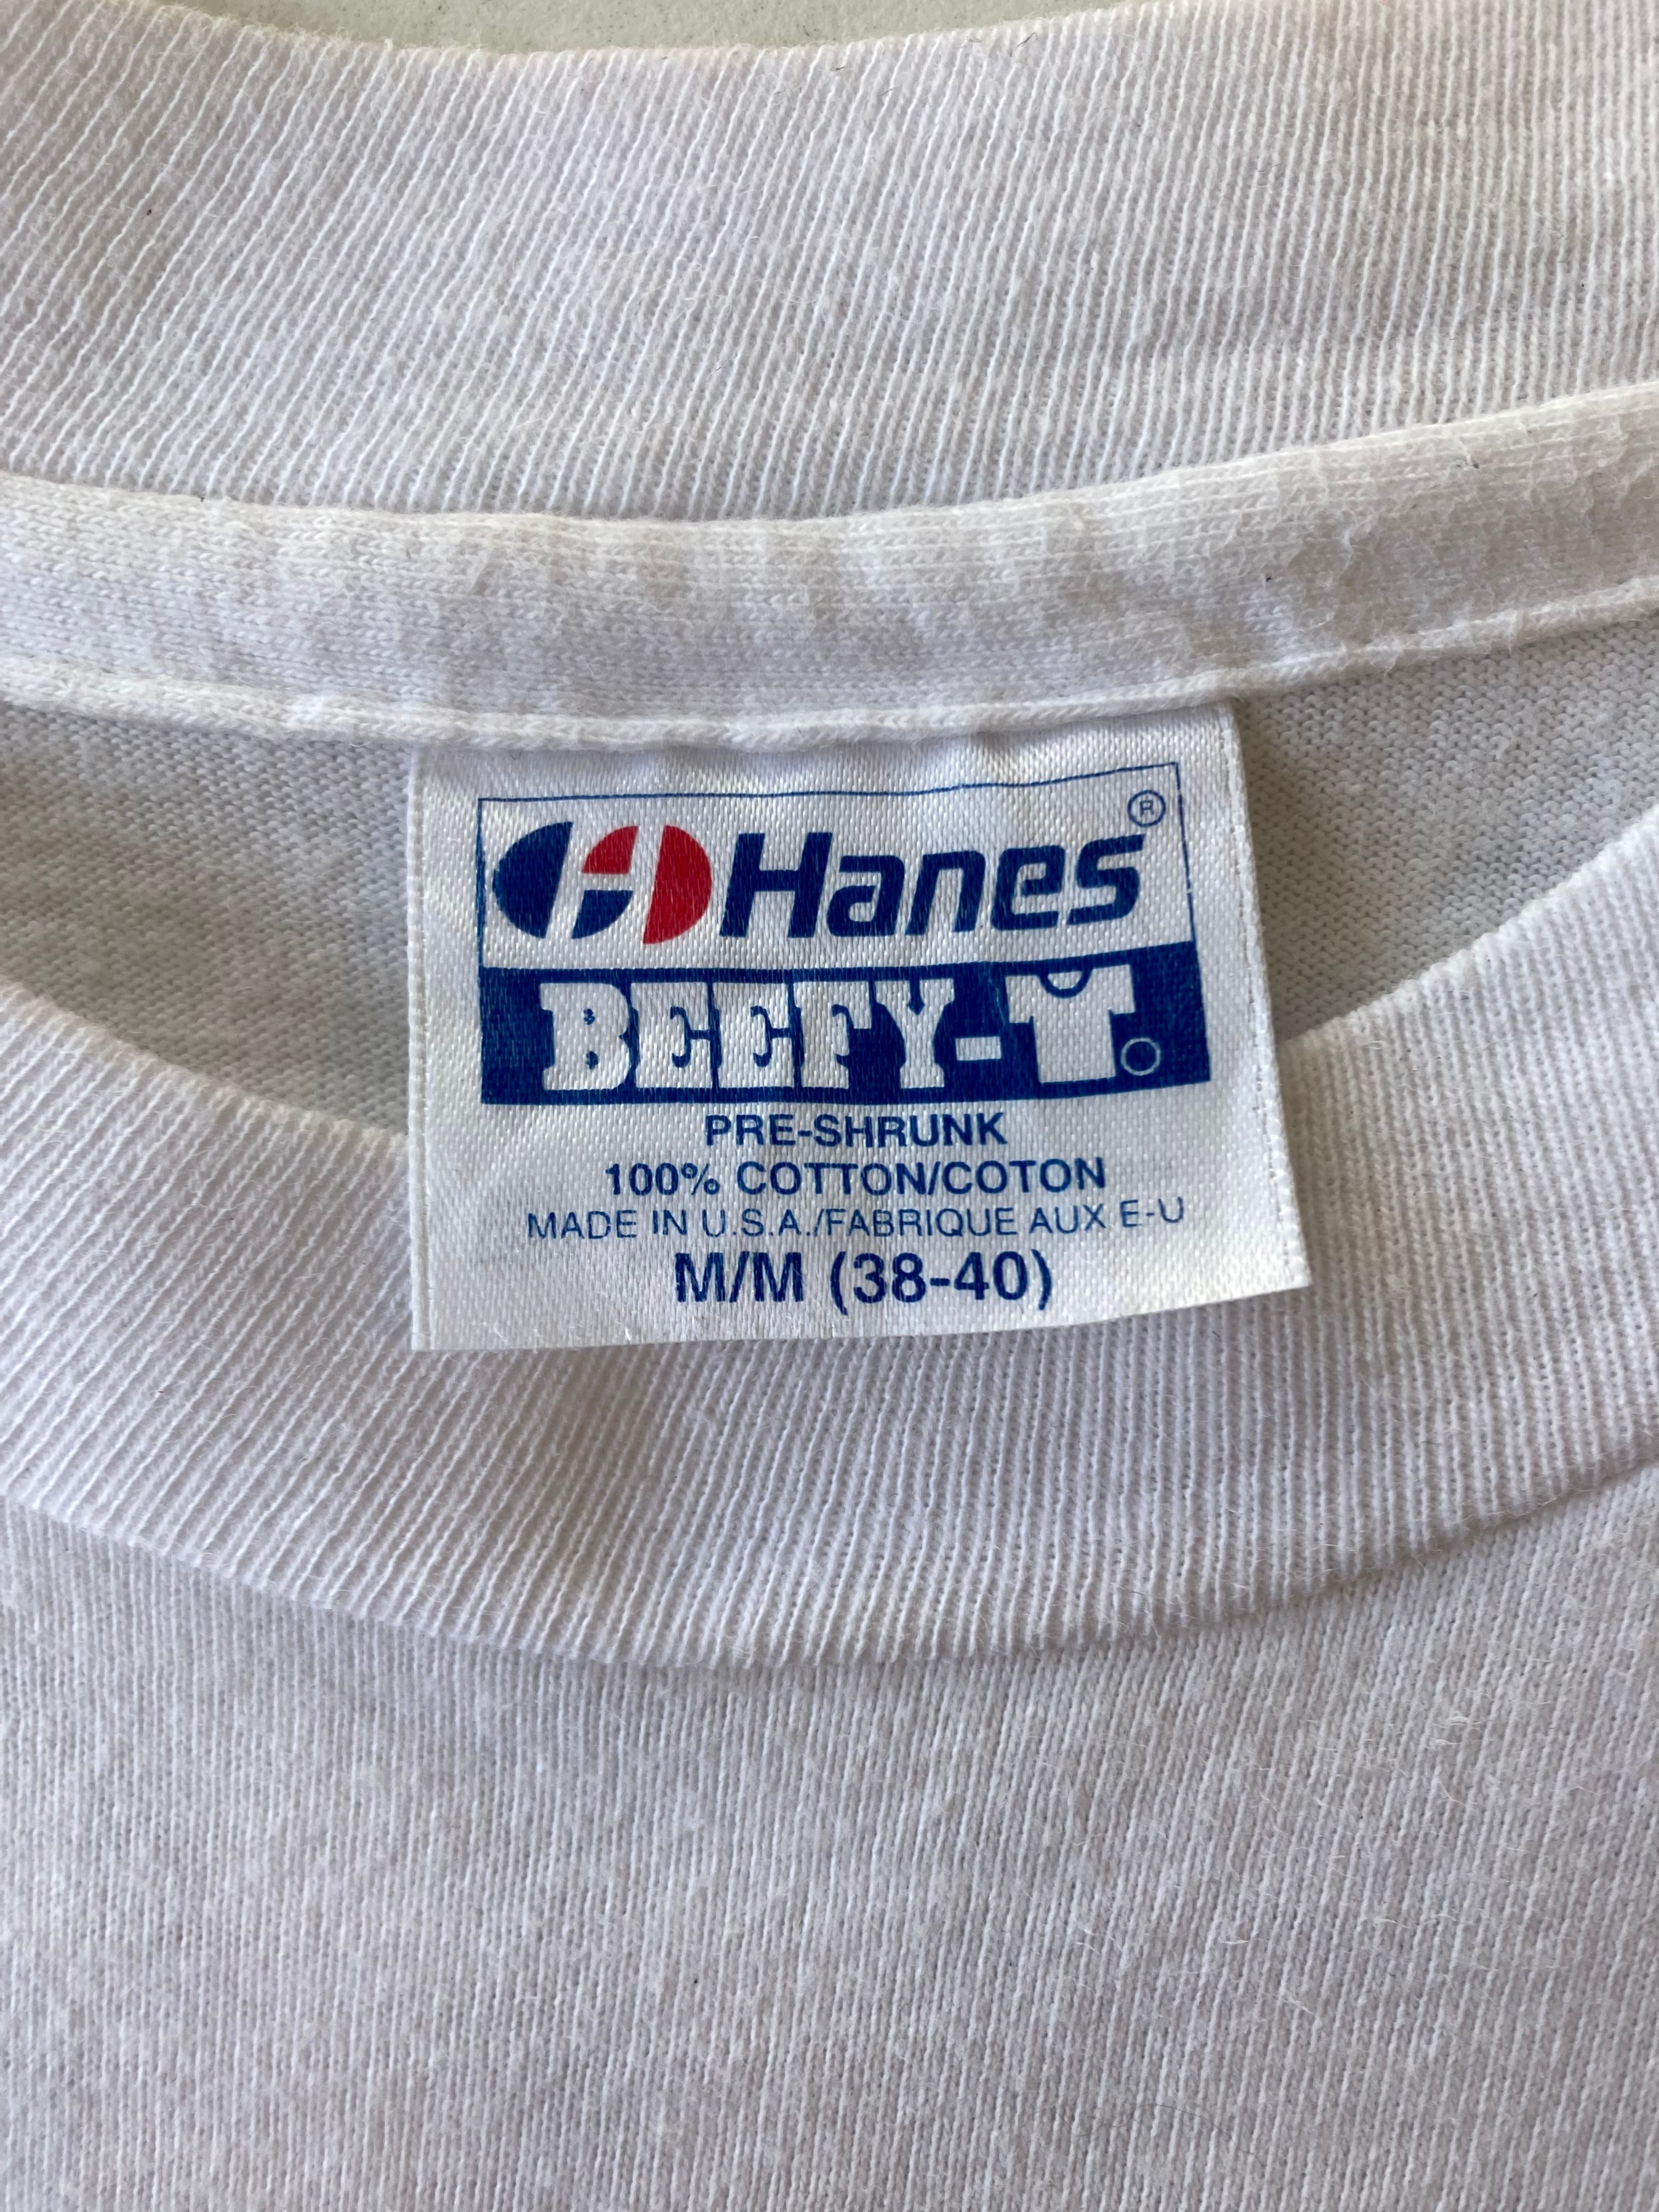 Hanes®
BEEFY-T.
PRE-SHRUNK
100% COTTON/COTON
MADE IN U.S.A./FABRIQUE AUX E-U
M/M (38-40)